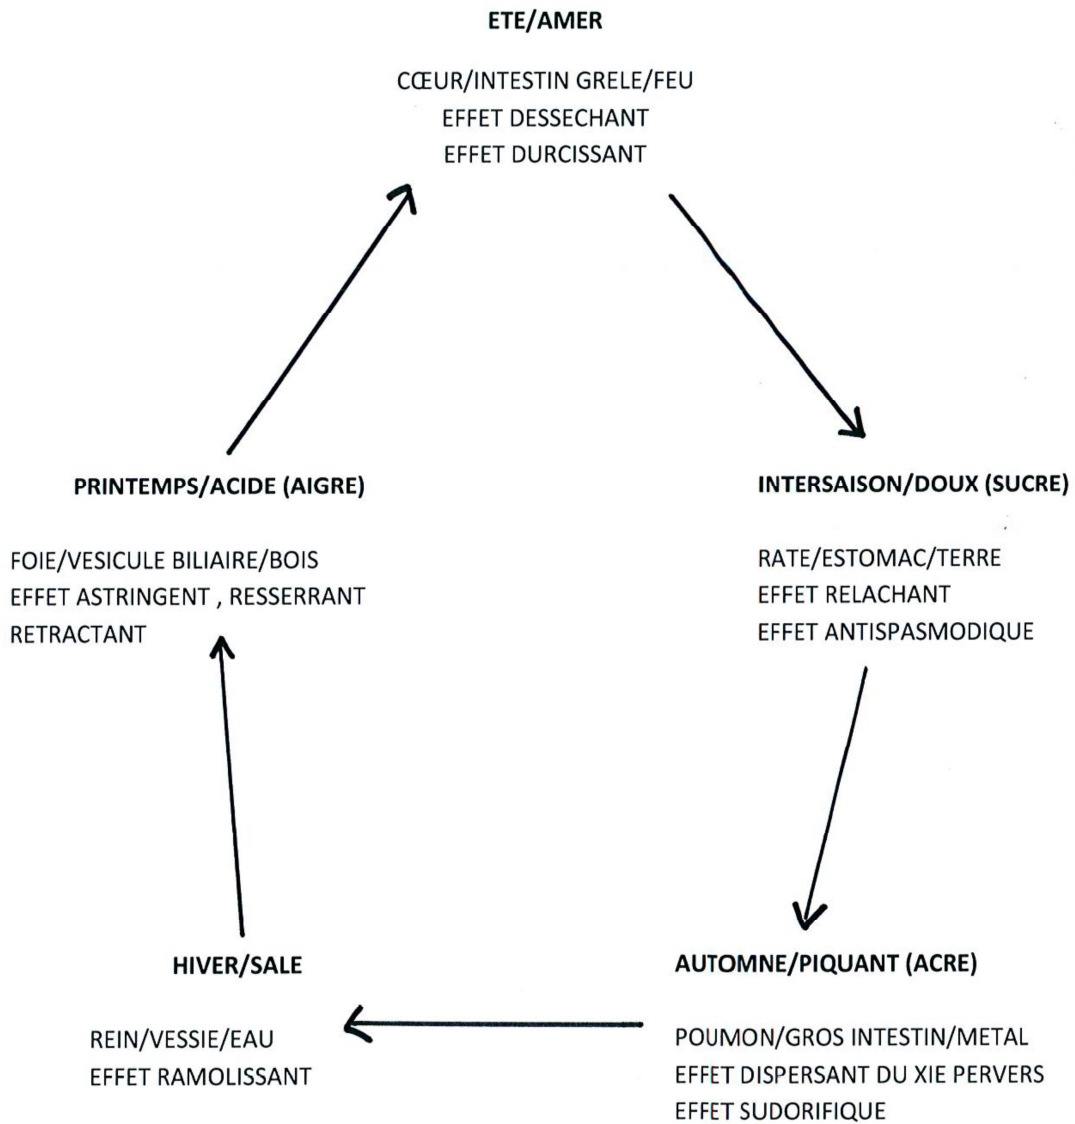 ETE/AMER
CŒUR/INTESTIN GRELE/FEU
EFFET DESSECHANT
EFFET DURCISSANT
PRINTEMPS/ACIDE (AIGRE)
FOIE/VESICULE BILIAIRE/BOIS
EFFET ASTRINGENT , RESSERRANT
RETRACTANT
INTERSAISON/DOUX (SUCRE)
RATE/ESTOMAC/TERRE
EFFET RELACHANT
EFFET ANTISPASMODIQUE
HIVER/SALE
REIN/VESSIE/EAU
EFFET RAMOLISSANT
AUTOMNE/PIQUANT (ACRE)
POUMON/GROS INTESTIN/METAL
EFFET DISPERSANT DU XIE PERVERS
EFFET SUDORIFIQUE